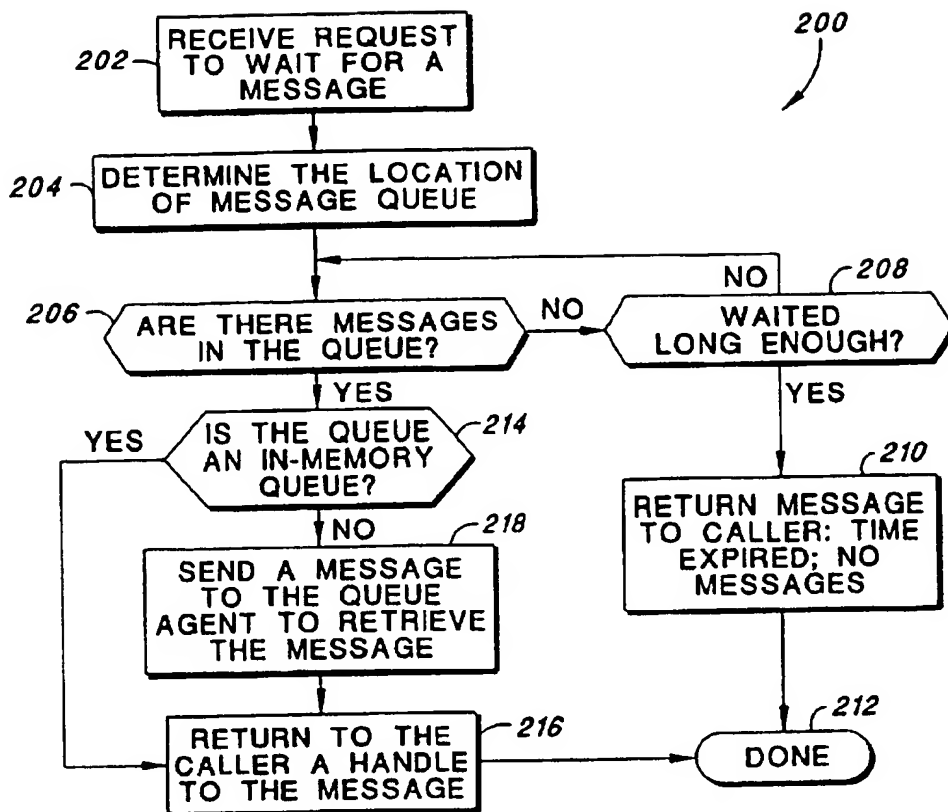 200
202
RECEIVE REQUEST
TO WAIT FOR A
MESSAGE
204
DETERMINE THE LOCATION
OF MESSAGE QUEUE
206
ARE THERE MESSAGES
IN THE QUEUE?
NO
NO
208
WAITED
LONG ENOUGH?
YES
YES
YES
IS THE QUEUE
AN IN-MEMORY
QUEUE?
214
210
RETURN MESSAGE
TO CALLER: TIME
EXPIRED; NO
MESSAGES
NO
218
SEND A MESSAGE
TO THE QUEUE
AGENT TO RETRIEVE
THE MESSAGE
RETURN TO THE
CALLER A HANDLE
TO THE MESSAGE
216
212
DONE